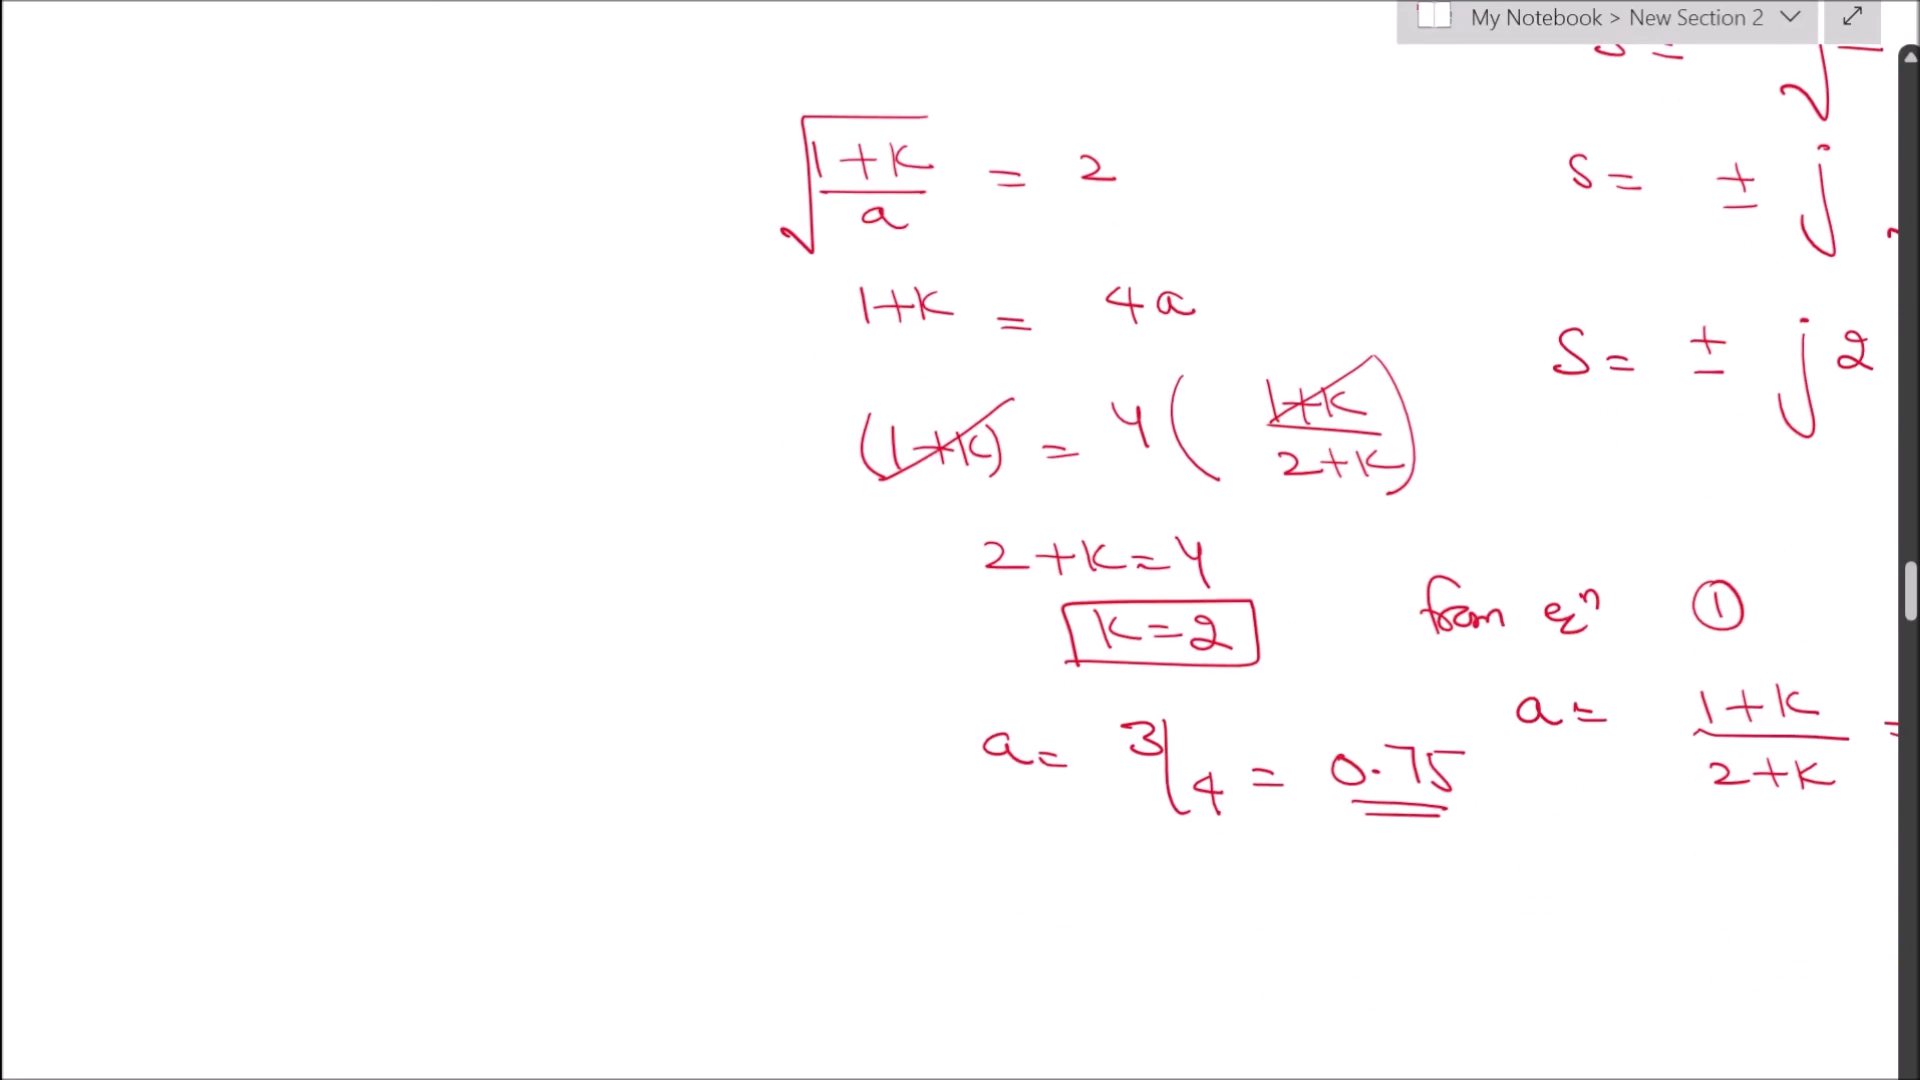 My Notebook > New Section 2
S =
√((1+K)/a) = 2
S = ± j
1+K = 4a
S = ± j2
(1+K) = 4((1+K)/(2+K))
2+K=4
K=2
from eqⁿ ①
a = (1+K)/(2+K) =
a = 3/4 = 0.75